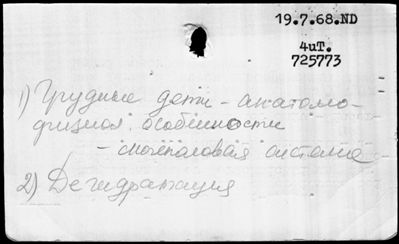 19.7.68.ND
4uT.
725773
1) Грудные дети - анатомо-
физиол. особенности
- мочеполовая система
2) Дегидратация